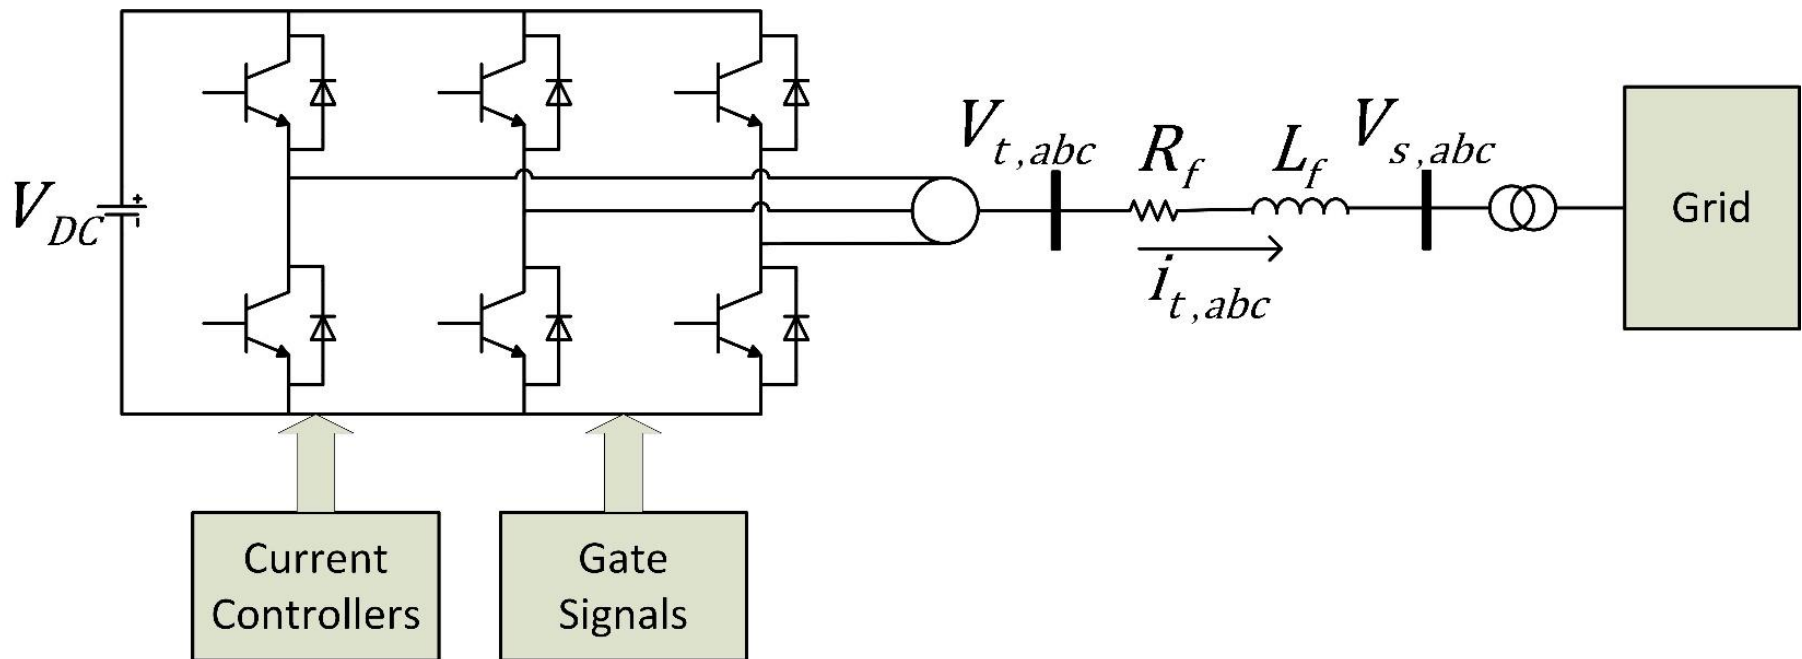 V_DC
V_t,abc
R_f
L_f
V_s,abc
i_t,abc
Grid
Current
Controllers
Gate
Signals